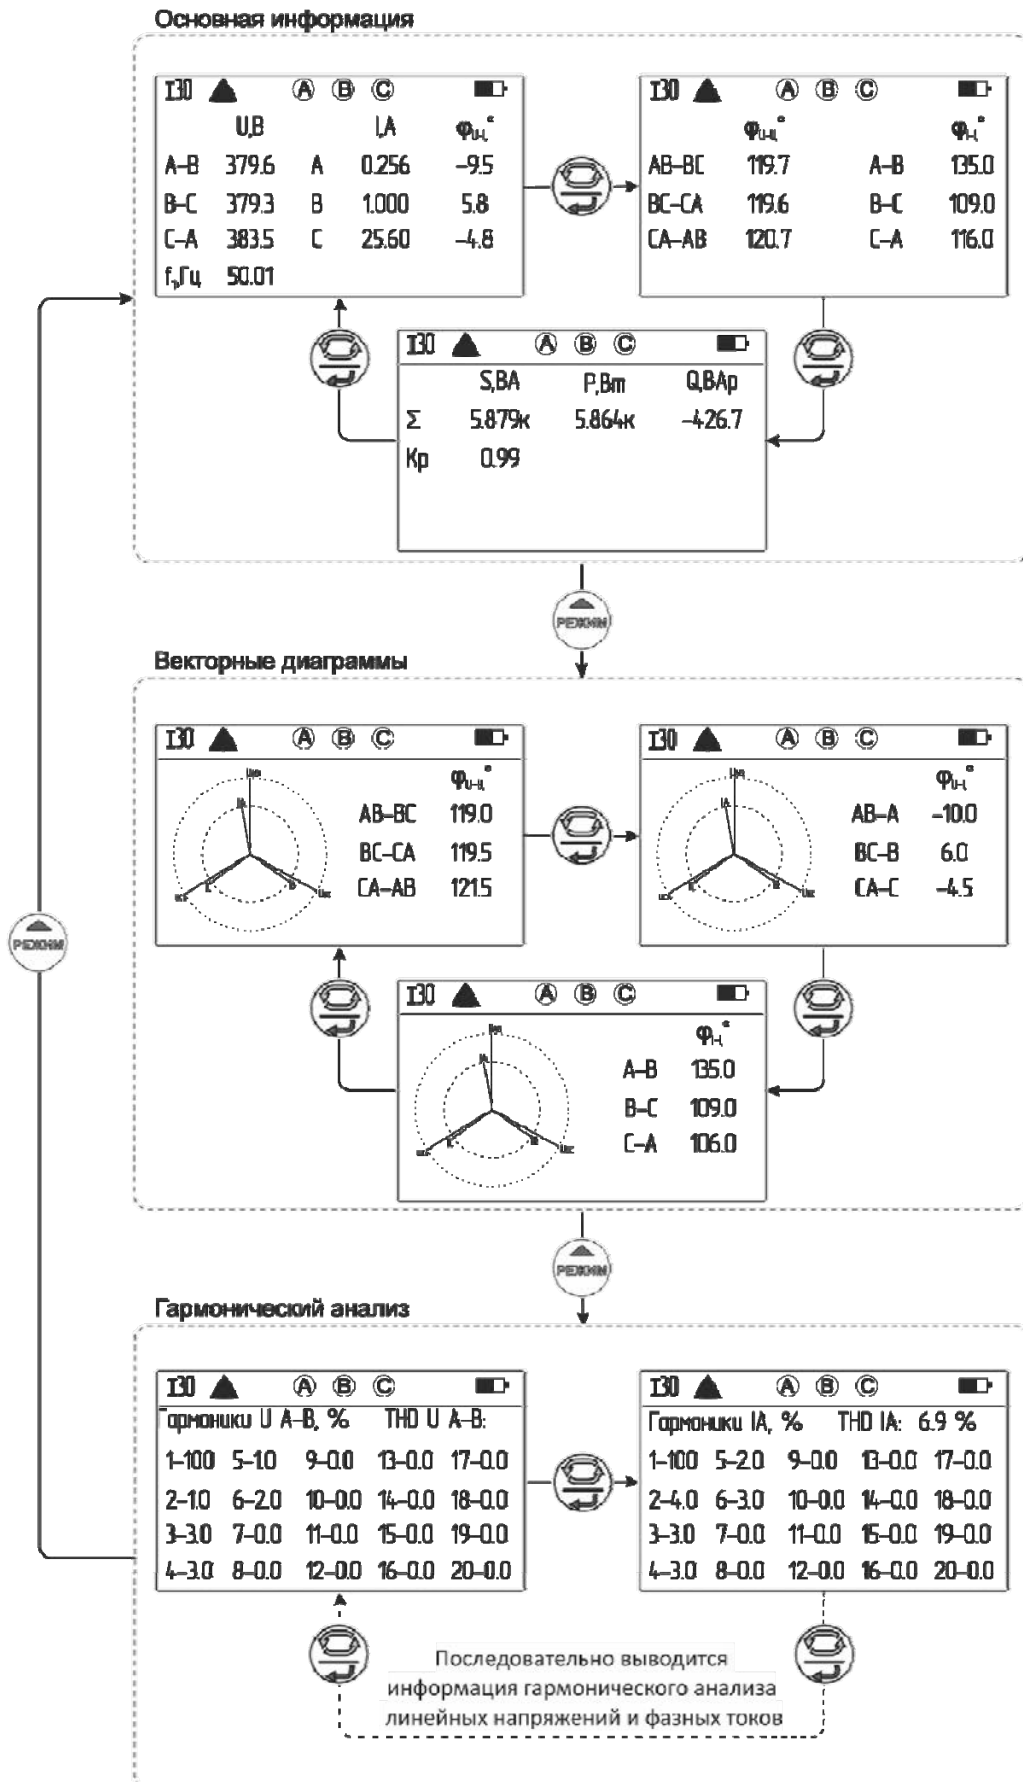 Основная информация
I30 A B C
U,В I,А φU-I,°
A–B 379.6 A 0.256 –9.5
B–C 379.3 B 1.000 5.8
C–A 383.5 C 25.60 –4.8
f,Гц 50.01
I30 A B C
φU-U,° φI-I,°
AB–BC 119.7 A–B 135.0
BC–CA 119.6 B–C 109.0
CA–AB 120.7 C–A 116.0
I30 A B C
S,ВА P,Вт Q,ВАр
Σ 5.879к 5.864к –426.7
Кр 0.99
РЕЖИМ
Векторные диаграммы
I30 A B C
φU-U,°
AB–BC 119.0
BC–CA 119.5
CA–AB 121.5
I30 A B C
φU-I,°
AB–A –10.0
BC–B 6.0
CA–C –4.5
РЕЖИМ
I30 A B C
φI-I,°
A–B 135.0
B–C 109.0
C–A 106.0
РЕЖИМ
Гармонический анализ
I30 A B C
Гармоники U A–B, % THD U A–B:
1–100 5–1.0 9–0.0 13–0.0 17–0.0
2–1.0 6–2.0 10–0.0 14–0.0 18–0.0
3–3.0 7–0.0 11–0.0 15–0.0 19–0.0
4–3.0 8–0.0 12–0.0 16–0.0 20–0.0
I30 A B C
Гармоники IA, % THD IA: 6.9 %
1–100 5–2.0 9–0.0 13–0.0 17–0.0
2–4.0 6–3.0 10–0.0 14–0.0 18–0.0
3–3.0 7–0.0 11–0.0 15–0.0 19–0.0
4–3.0 8–0.0 12–0.0 16–0.0 20–0.0
Последовательно выводится
информация гармонического анализа
линейных напряжений и фазных токов